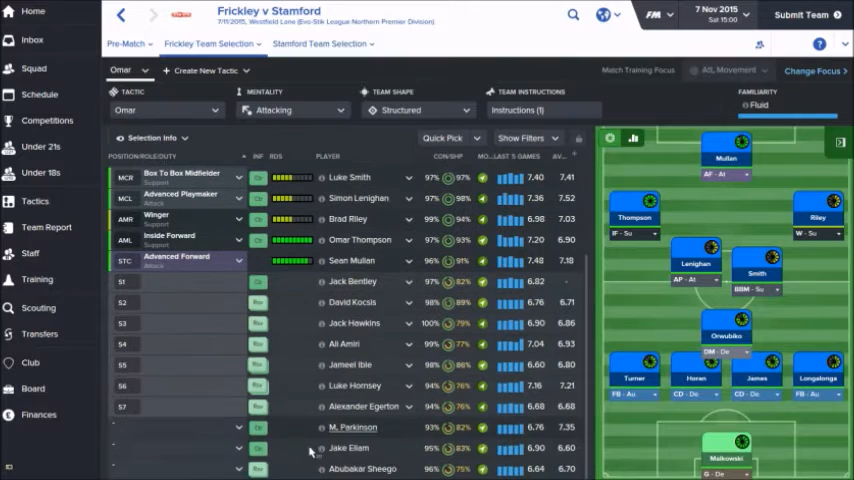 Home
Inbox
Squad
Schedule
Competitions
Under 21s
Under 18s
Tactics
Team Report
Staff
Training
Scouting
Transfers
Club
Board
Finances
Frickley v Stamford
7/11/2015, Westfield Lane (Evo-Stik League Northern Premier Division)
FM
7 Nov 2015
Sat 15:00
Submit Team
Pre-Match
Frickley Team Selection
Stamford Team Selection
Omar
+ Create New Tactic
Match Training Focus
Att. Movement
Change Focus >
TACTIC
MENTALITY
TEAM SHAPE
TEAM INSTRUCTIONS
FAMILIARITY
Omar
Attacking
Structured
Instructions (1)
Fluid
Selection Info
Quick Pick
Show Filters
POSITION/ROLE/DUTY INF RDS PLAYER CON/SHP MO... LAST 5 GAMES AV...
MCR Box To Box Midfielder Support Luke Smith 97% 97% 7.40 7.41
MCL Advanced Playmaker Attack Simon Lenighan 97% 98% 7.36 7.52
AMR Winger Support Brad Riley 99% 94% 6.98 7.03
AML Inside Forward Support Omar Thompson 97% 93% 7.20 6.90
STC Advanced Forward Attack Sean Mullan 96% 91% 7.48 7.18
S1 Jack Bentley 97% 82% 6.82 -
S2 David Kocsis 98% 89% 6.76 6.71
S3 Jack Hawkins 100% 79% 6.90 6.86
S4 Ali Amiri 99% 77% 7.04 6.93
S5 Jameel Ible 98% 86% 6.60 6.80
S6 Luke Hornsey 94% 76% 7.16 7.21
S7 Alexander Egerton 94% 76% 6.68 6.68
- M. Parkinson 93% 82% 6.76 7.35
- Jake Ellam 95% 83% 6.90 6.60
- Abubakar Sheego 96% 75% 6.64 6.70
Mullan
AF - At
Thompson
IF - Su
Riley
W - Su
Lenighan
AP - At
Smith
BBM - Su
Orwubiko
DM - De
Turner
FB - Au
Horan
CD - De
James
CD - De
Longalonga
FB - Au
Malkowski
G - De